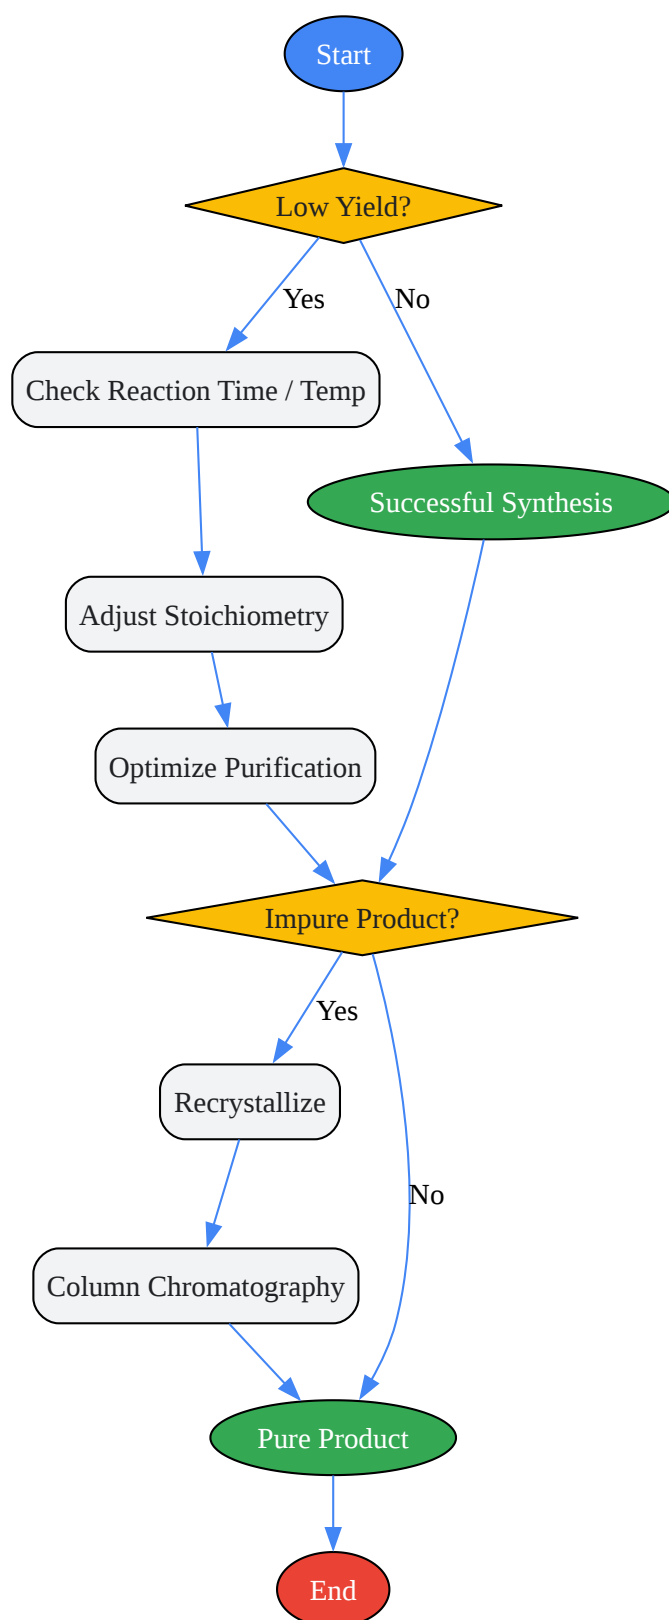 Start
Low Yield?
Yes
No
Check Reaction Time / Temp
Successful Synthesis
Adjust Stoichiometry
Optimize Purification
Impure Product?
Yes
Recrystallize
No
Column Chromatography
Pure Product
End